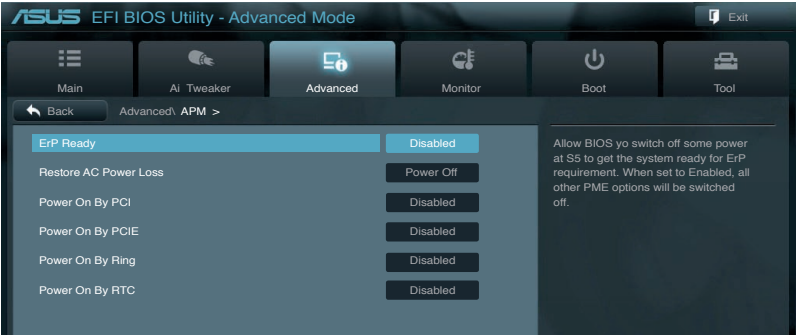 ASUS EFI BIOS Utility - Advanced Mode
Exit
Main
Ai Tweaker
Advanced
Monitor
Boot
Tool
Back
Advanced\ APM >
ErP Ready Disabled
Restore AC Power Loss Power Off
Power On By PCI Disabled
Power On By PCIE Disabled
Power On By Ring Disabled
Power On By RTC Disabled
Allow BIOS yo switch off some power
at S5 to get the system ready for ErP
requirement. When set to Enabled, all
other PME options will be switched
off.